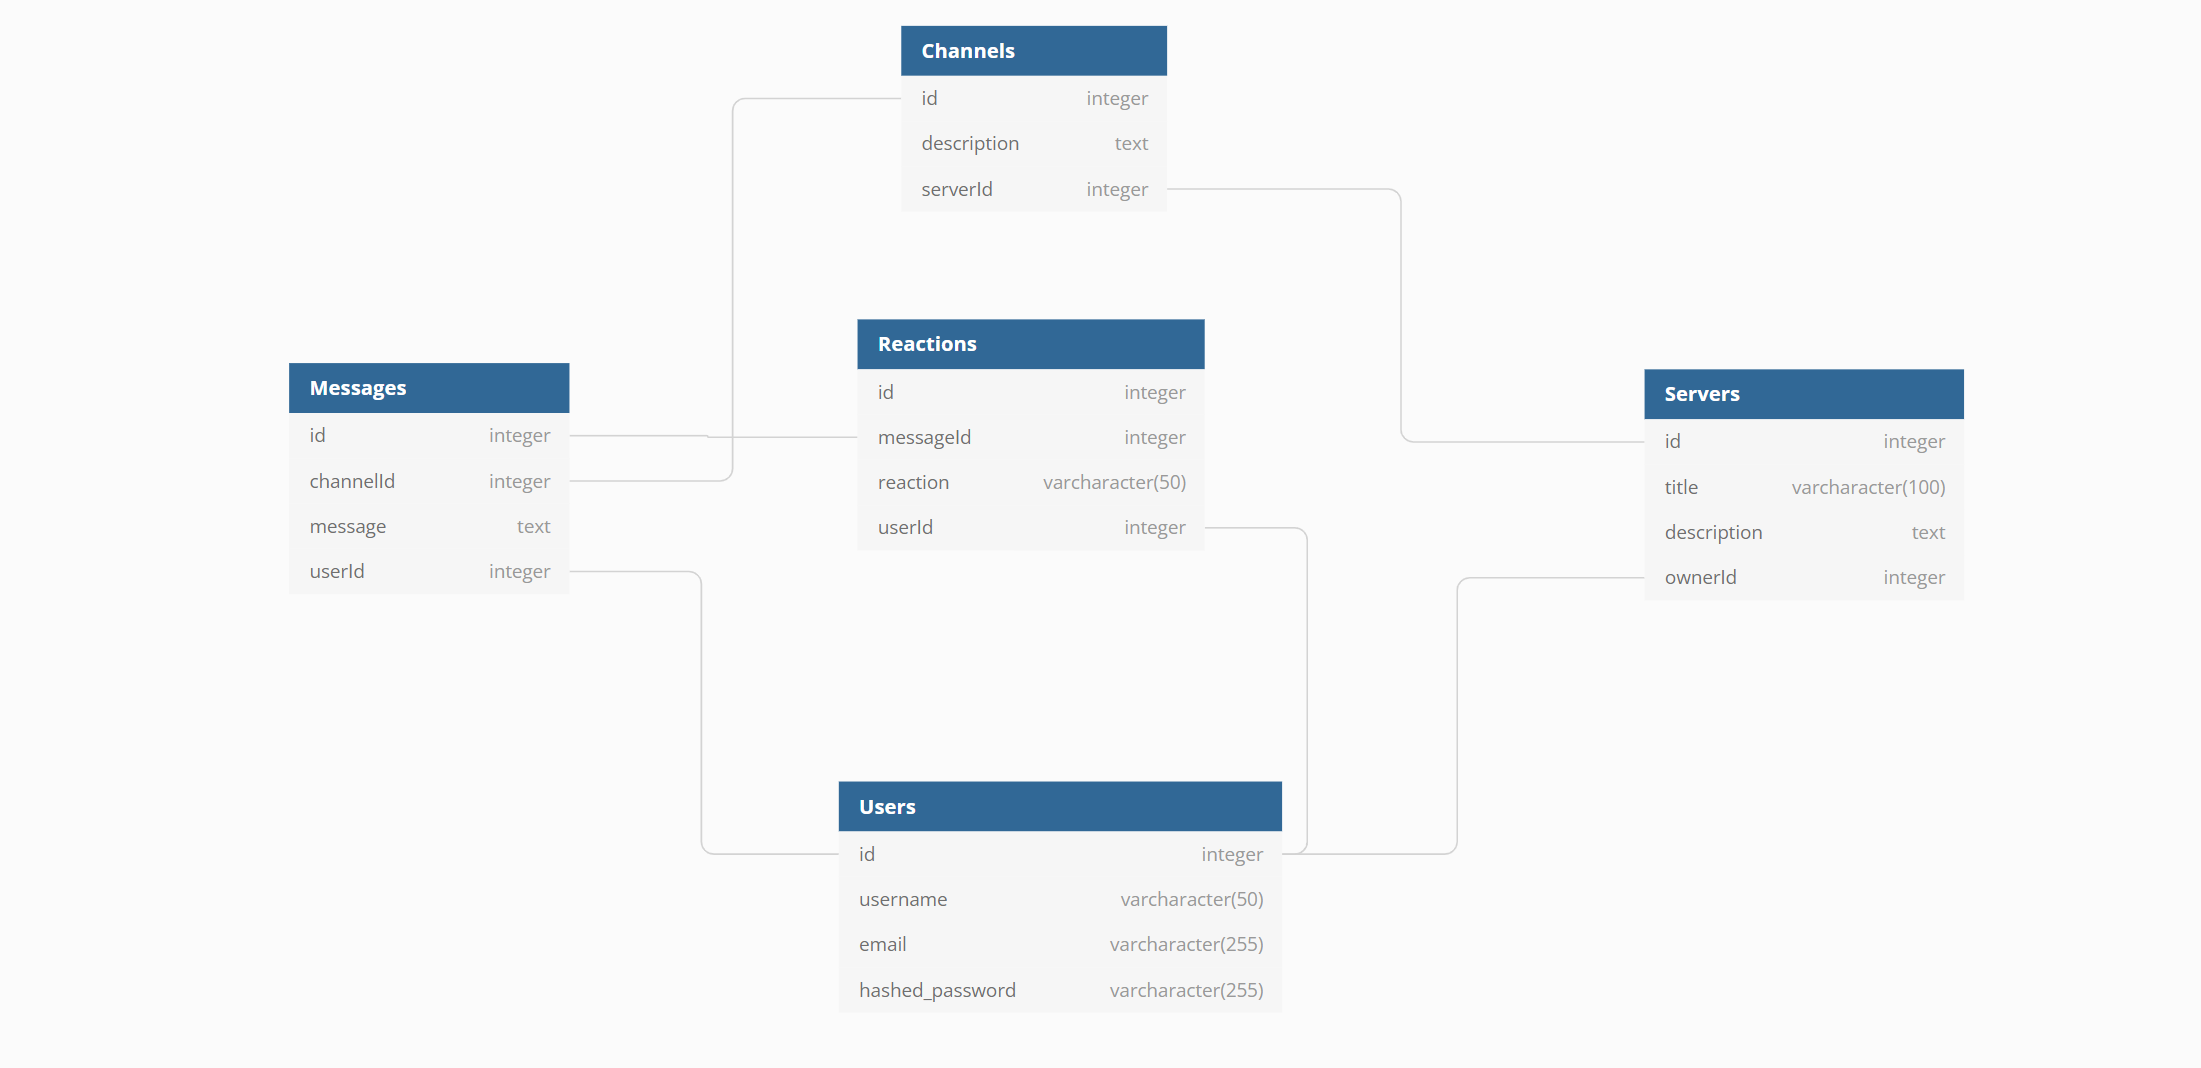 Channels
id integer
description text
serverId integer
Reactions
id integer
messageId integer
reaction varcharacter(50)
userId integer
Messages
id integer
channelId integer
message text
userId integer
Servers
id integer
title varcharacter(100)
description text
ownerId integer
Users
id integer
username varcharacter(50)
email varcharacter(255)
hashed_password varcharacter(255)